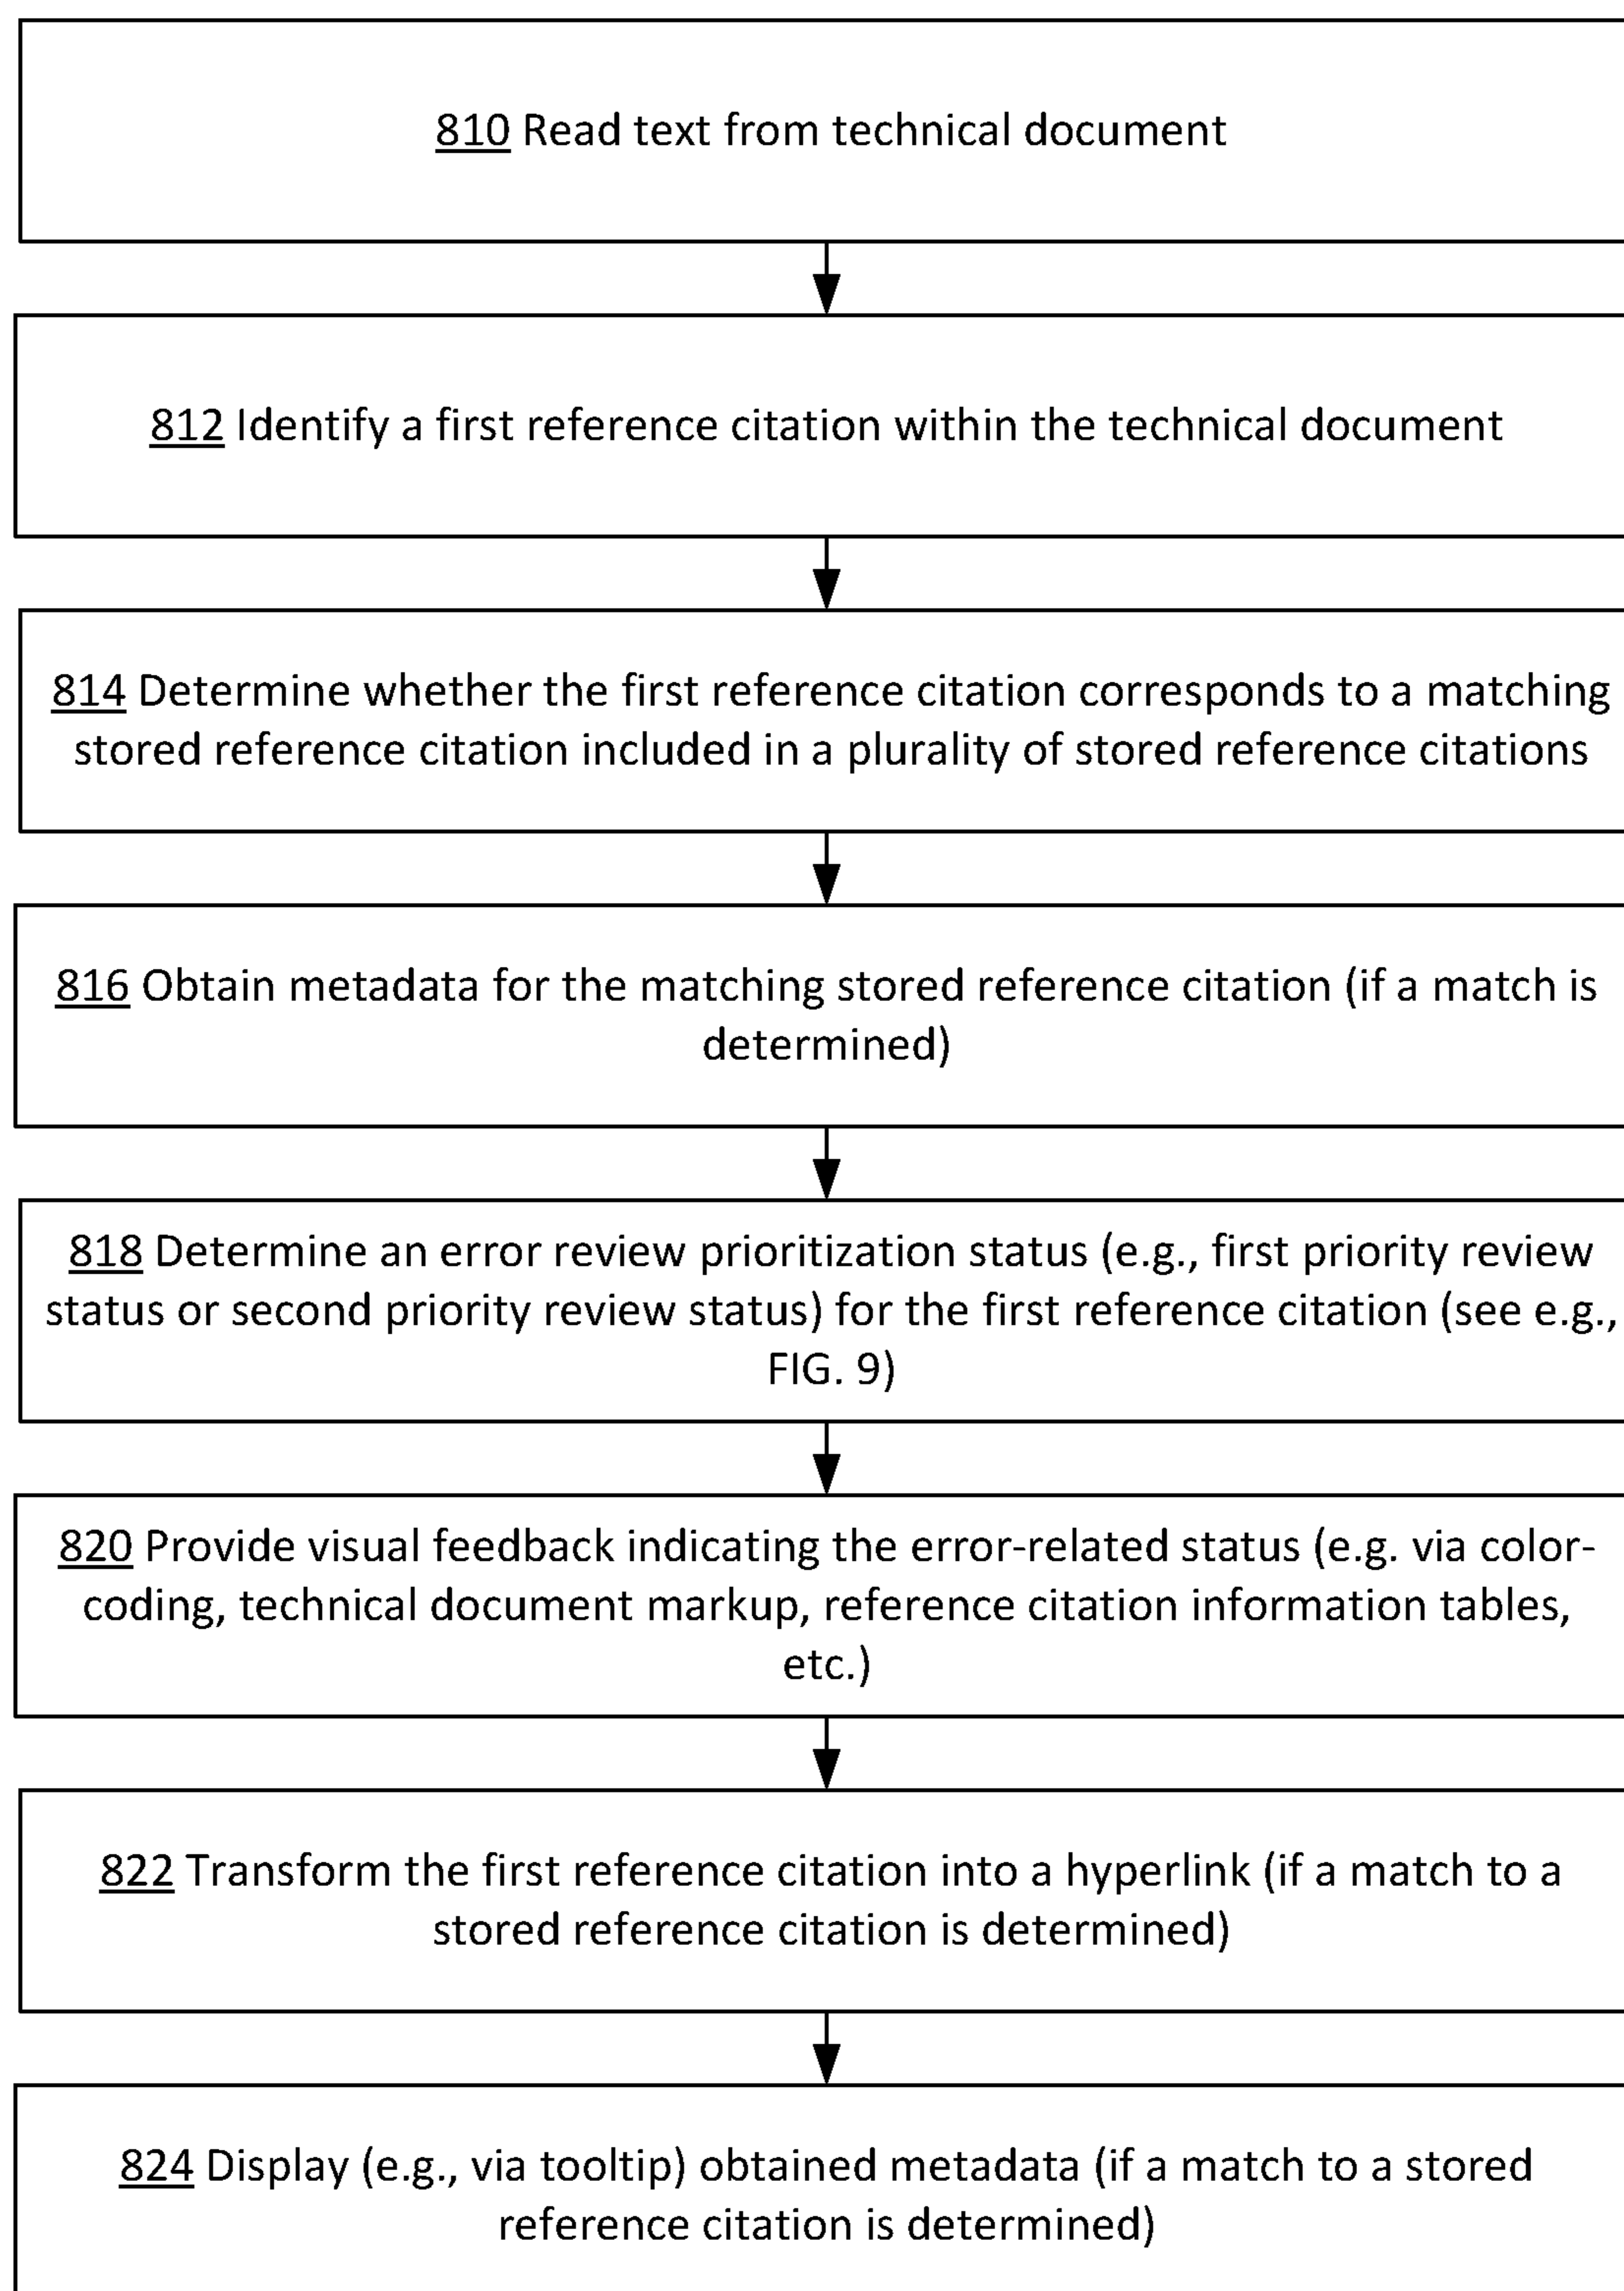 810 Read text from technical document
812 Identify a first reference citation within the technical document
814 Determine whether the first reference citation corresponds to a matching
stored reference citation included in a plurality of stored reference citations
816 Obtain metadata for the matching stored reference citation (if a match is
determined)
818 Determine an error review prioritization status (e.g., first priority review
status or second priority review status) for the first reference citation (see e.g.,
FIG. 9)
820 Provide visual feedback indicating the error-related status (e.g. via color-
coding, technical document markup, reference citation information tables,
etc.)
822 Transform the first reference citation into a hyperlink (if a match to a
stored reference citation is determined)
824 Display (e.g., via tooltip) obtained metadata (if a match to a stored
reference citation is determined)